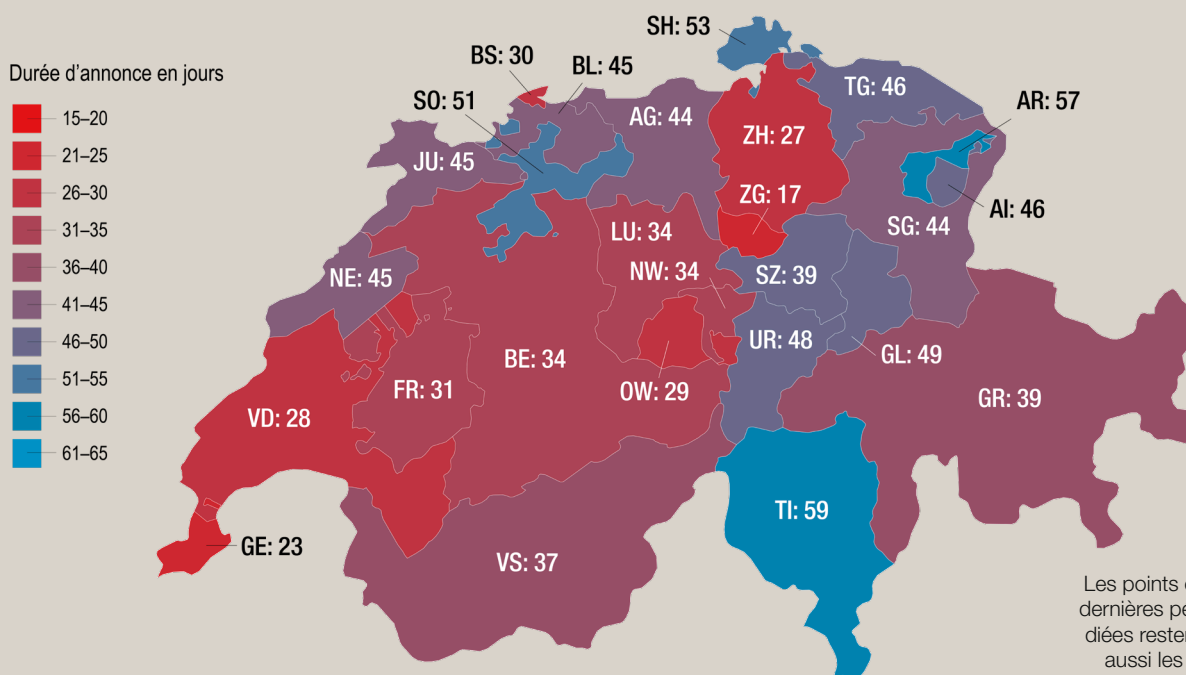 Durée d'annonce en jours
15–20
21–25
26–30
31–35
36–40
41–45
46–50
51–55
56–60
61–65
SH: 53
BS: 30
BL: 45
SO: 51
AG: 44
TG: 46
AR: 57
ZH: 27
JU: 45
ZG: 17
AI: 46
LU: 34
SG: 44
NE: 45
NW: 34
SZ: 39
UR: 48
GL: 49
BE: 34
FR: 31
OW: 29
GR: 39
VD: 28
TI: 59
GE: 23
VS: 37
Les points
dernières
diées
aussi les